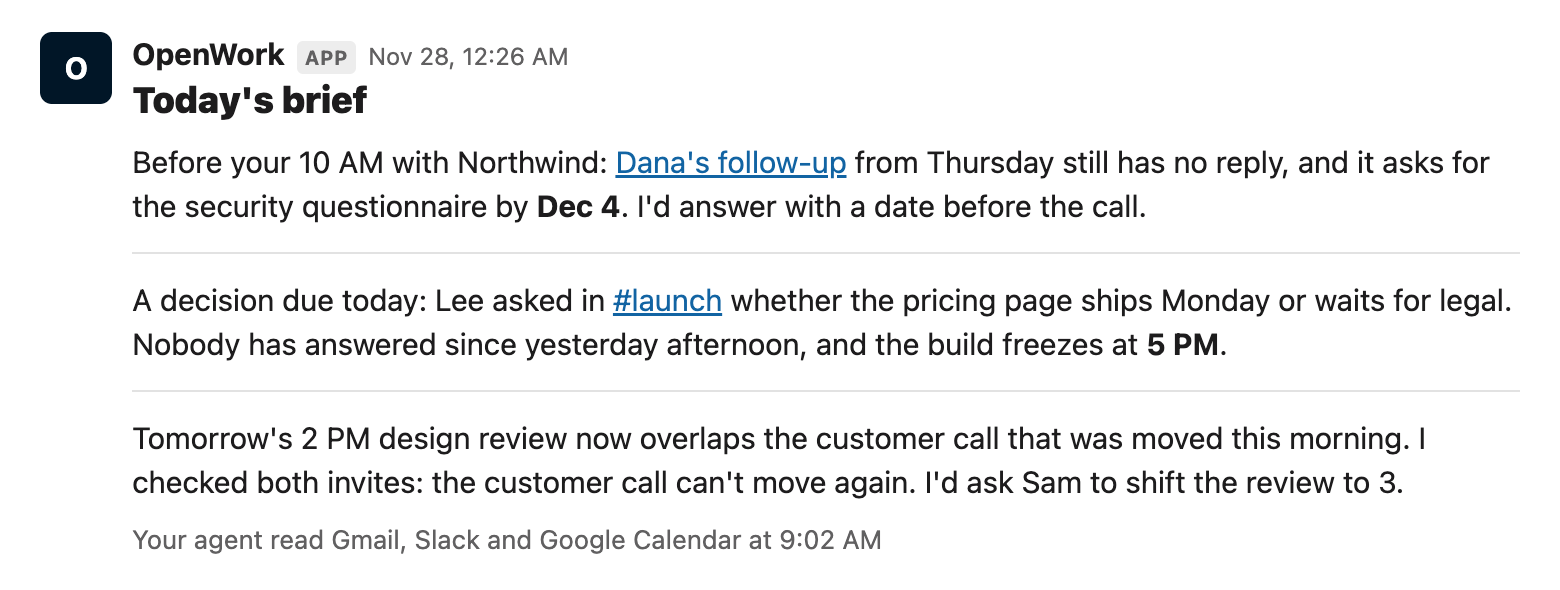 O
OpenWork APP Nov 28, 12:26 AM
Today's brief
Before your 10 AM with Northwind: Dana's follow-up from Thursday still has no reply, and it asks for
the security questionnaire by Dec 4. I'd answer with a date before the call.
A decision due today: Lee asked in #launch whether the pricing page ships Monday or waits for legal.
Nobody has answered since yesterday afternoon, and the build freezes at 5 PM.
Tomorrow's 2 PM design review now overlaps the customer call that was moved this morning. I
checked both invites: the customer call can't move again. I'd ask Sam to shift the review to 3.
Your agent read Gmail, Slack and Google Calendar at 9:02 AM